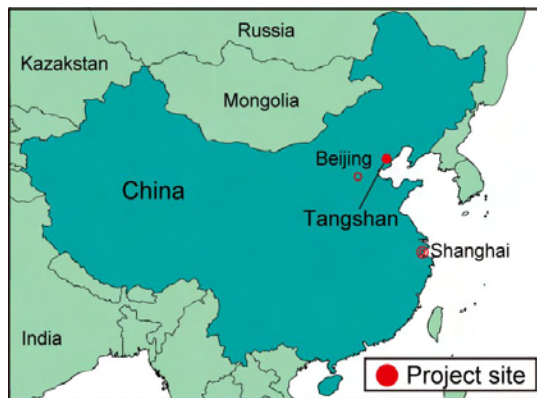 Russia
Kazakstan
Mongolia
Beijing
China
Tangshan
Shanghai
India
Project site